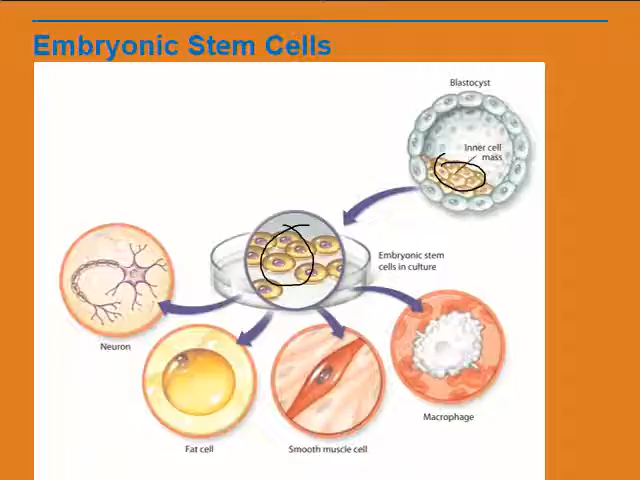 Embryonic Stem Cells
Blastocyst
Inner cell
mass
Embryonic stem
cells in culture
Neuron
Macrophage
Fat cell
Smooth muscle cell